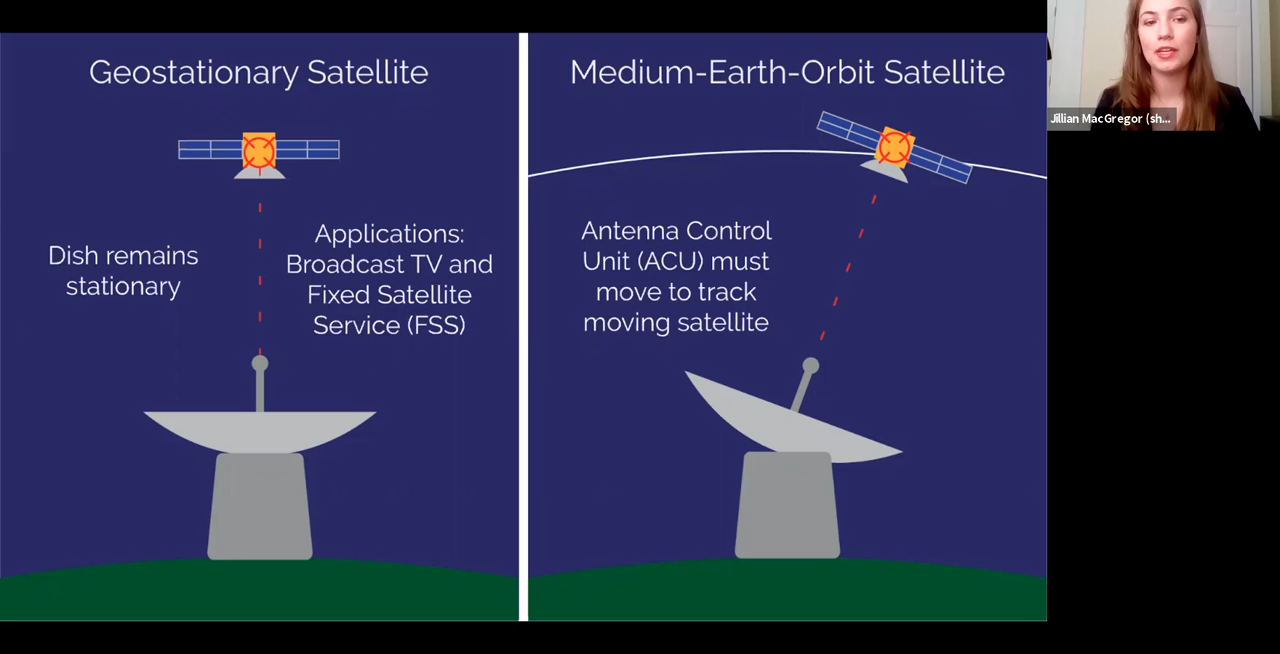 Geostationary Satellite
Dish remains
stationary
Applications:
Broadcast TV and
Fixed Satellite
Service (FSS)
Medium-Earth-Orbit Satellite
Antenna Control
Unit (ACU) must
move to track
moving satellite
Jillian MacGregor (sh...